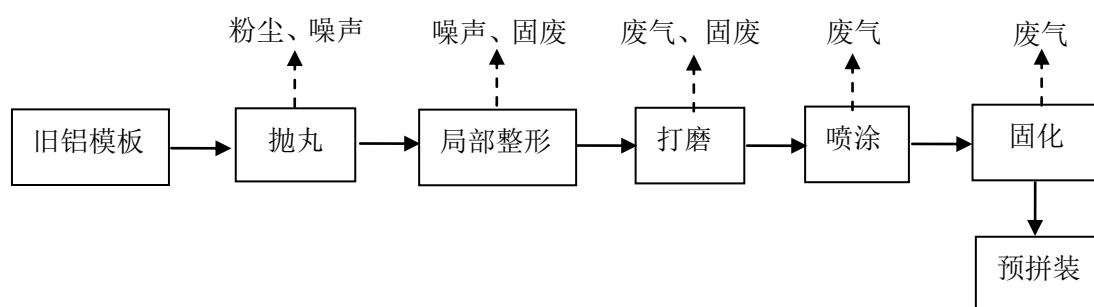 粉尘、噪声
噪声、固废
废气、固废
废气
废气
旧铝模板
抛丸
局部整形
打磨
喷涂
固化
预拼装